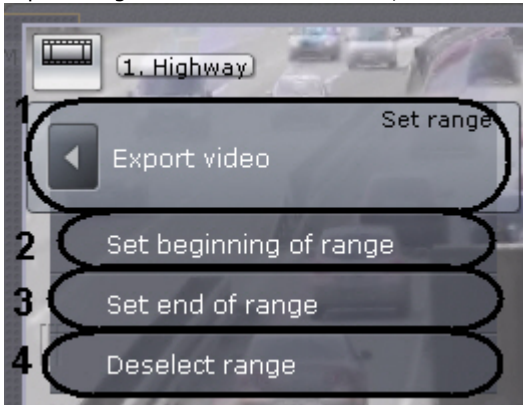 1. Highway
1
Set range
Export video
2
Set beginning of range
3
Set end of range
4
Deselect range